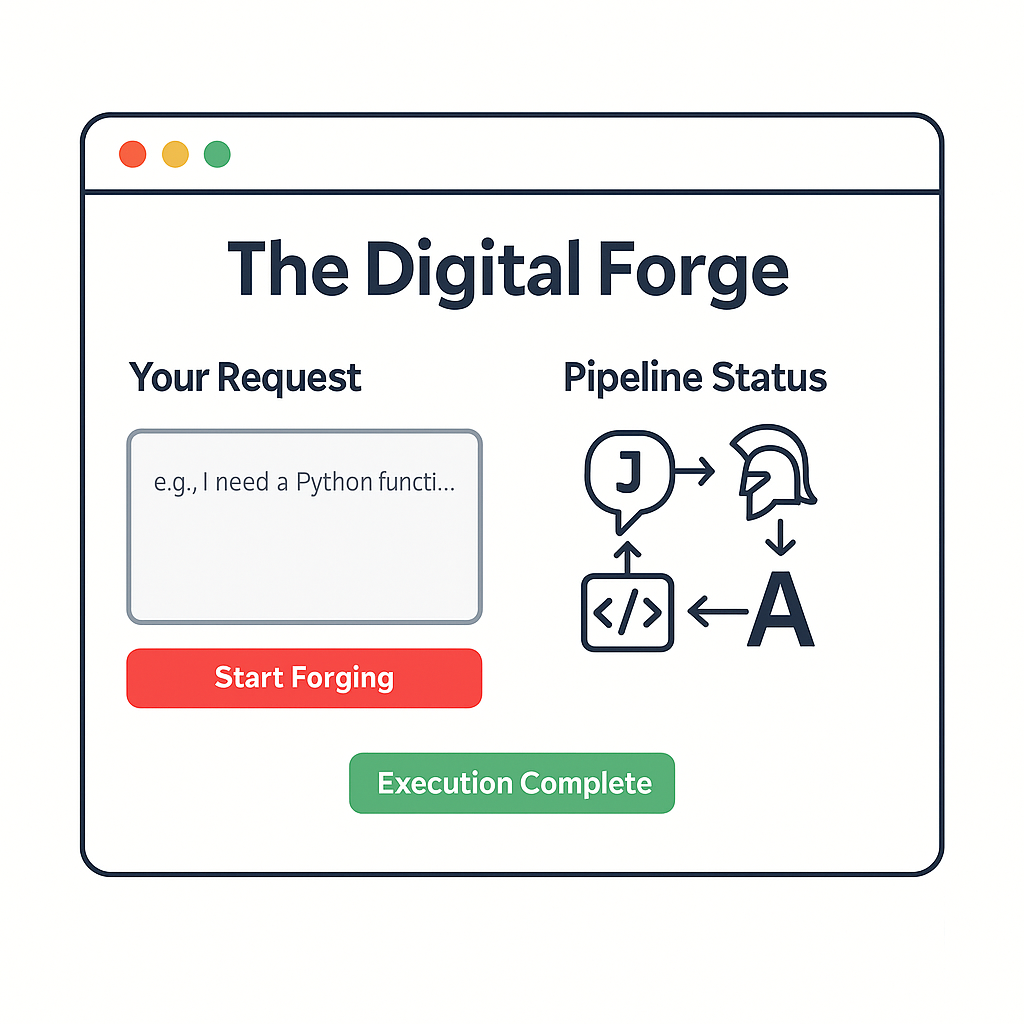 The Digital Forge
Your Request
e.g., I need a Python functi...
Start Forging
Pipeline Status
J
A
</>
Execution Complete